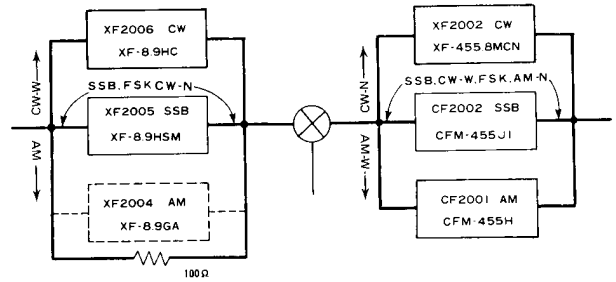 XF2006 CW
XF-8.9HC
CW-W
SSB.FSK CW-N
XF2005 SSB
XF-8.9HSM
AM
XF2004 AM
XF-8.9GA
100Ω
XF2002 CW
XF-455.8MCN
CW-N
SSB.CW-W.FSK.AM-N
CF2002 SSB
CFM-455J1
AM-W
CF2001 AM
CFM-455H